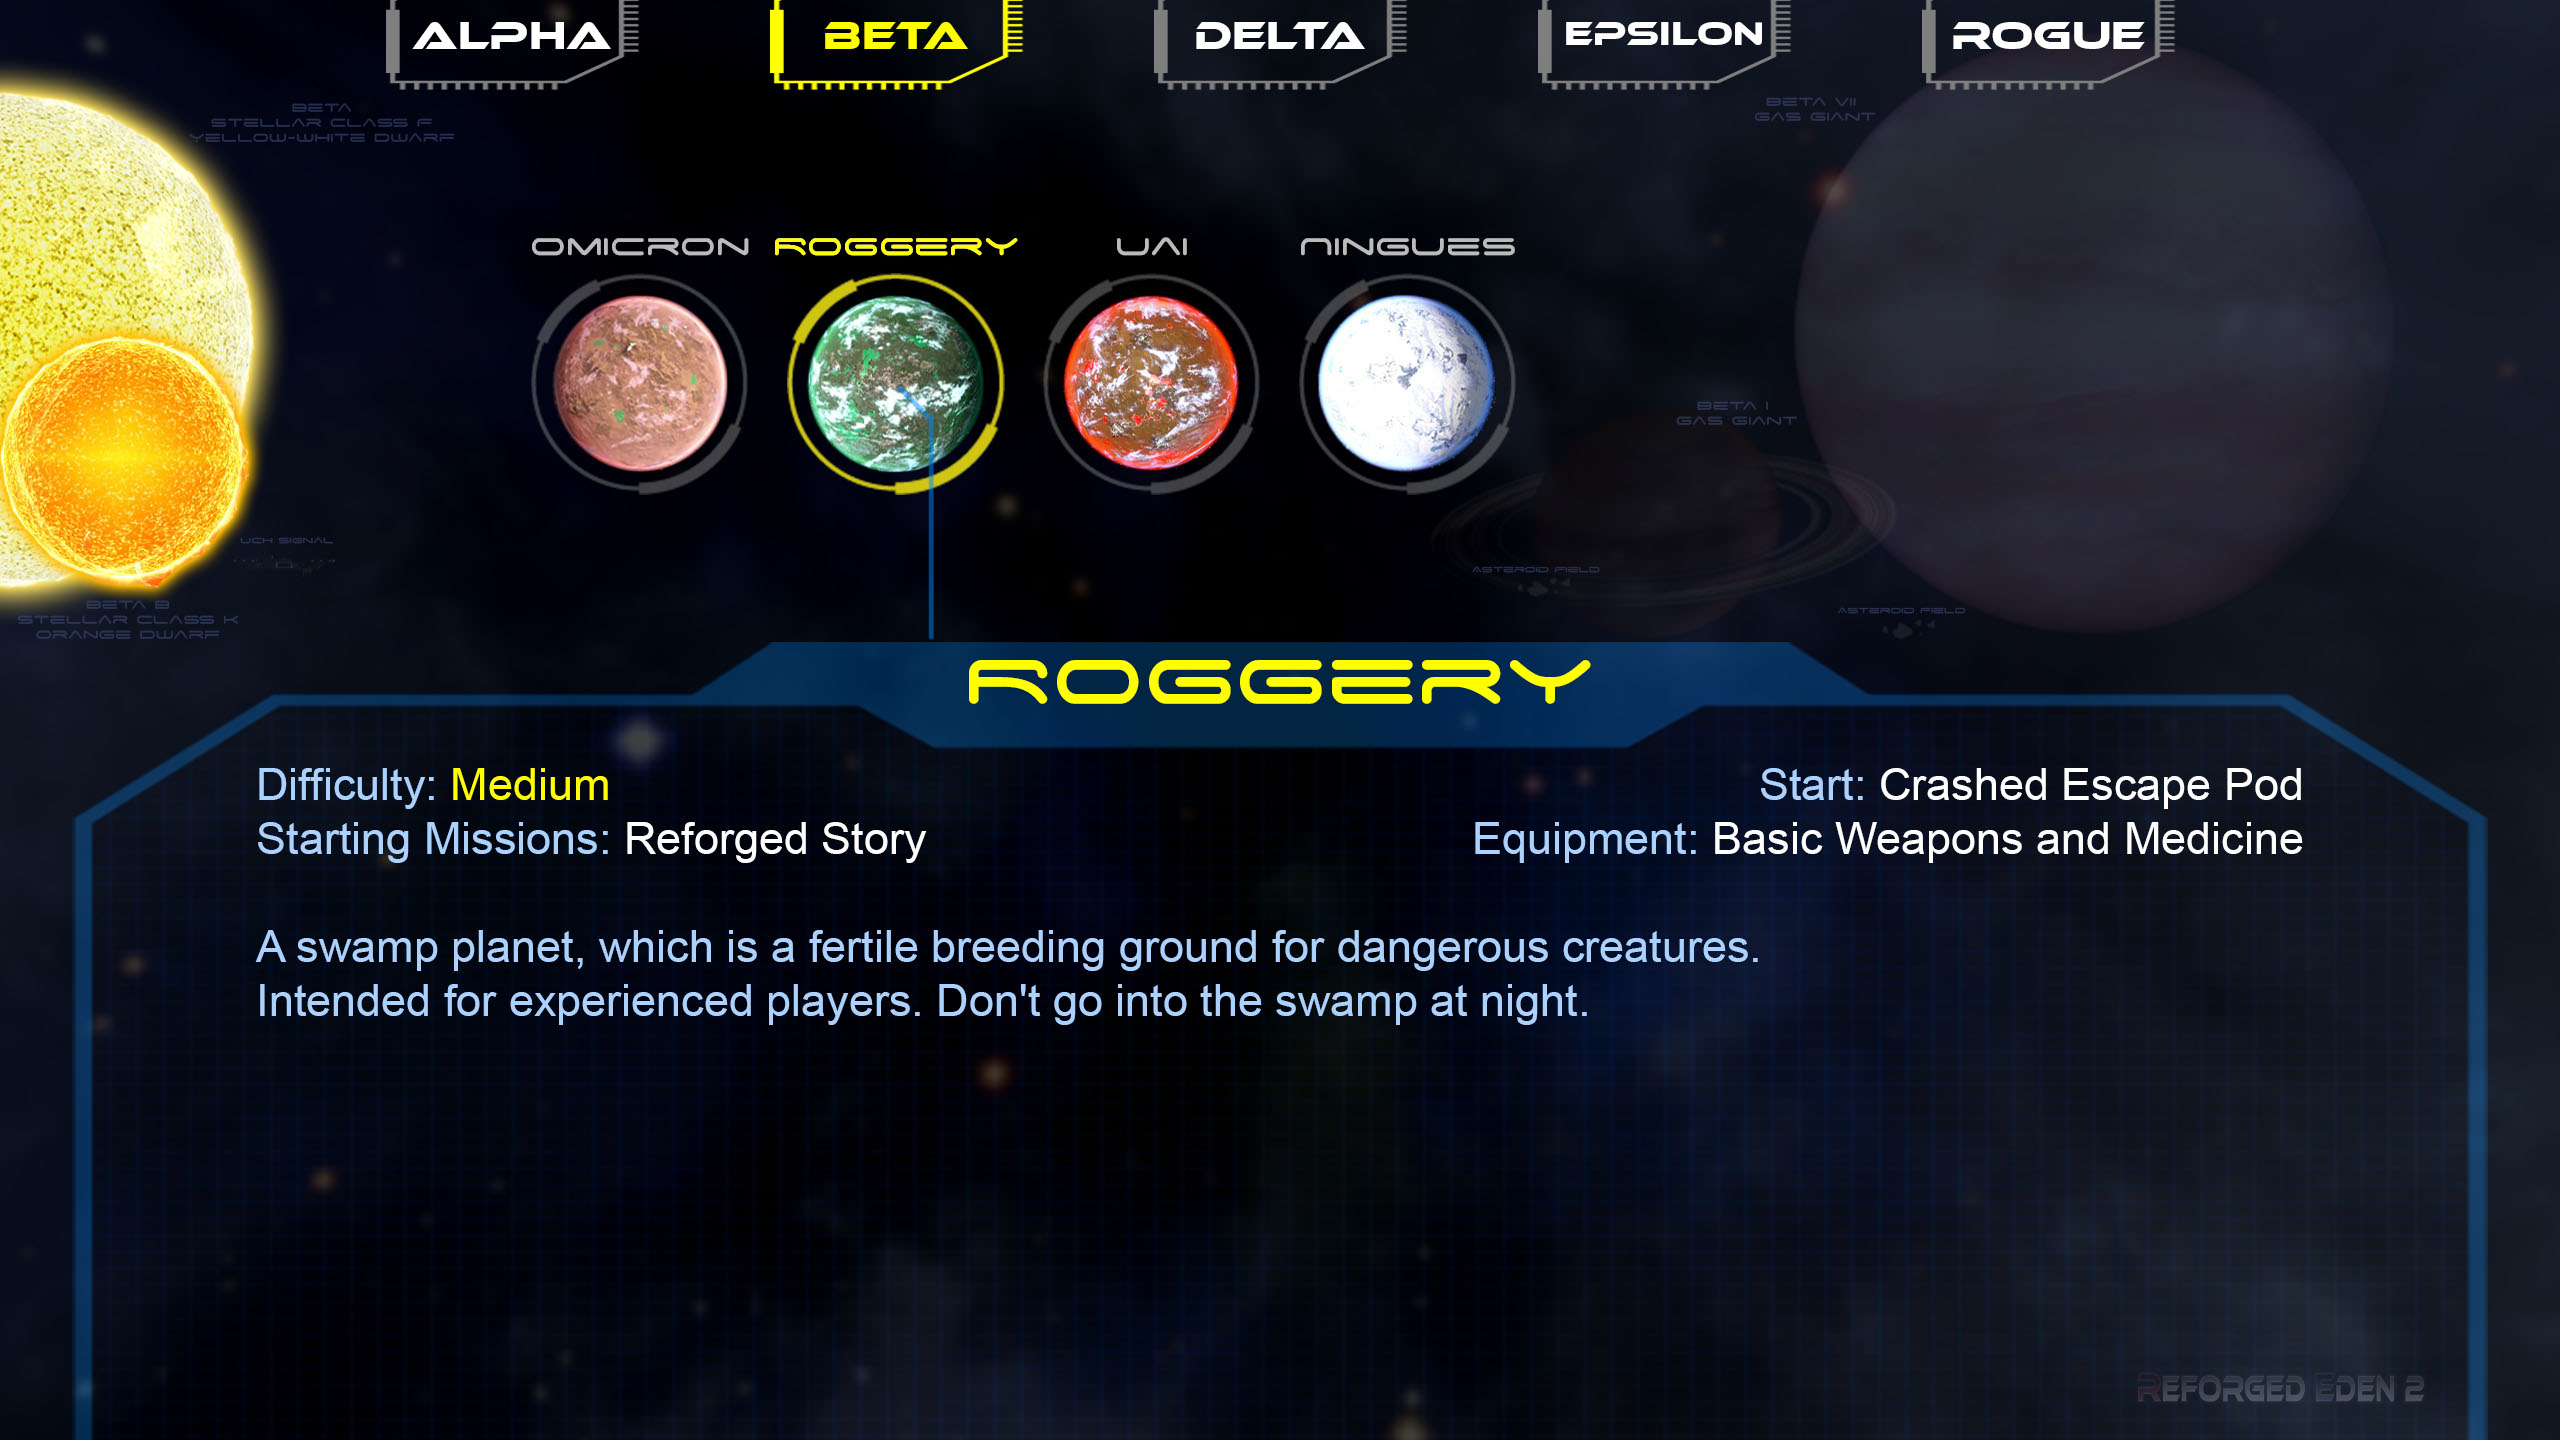 ALPHA
BETA
DELTA
EPSILON
ROGUE
BETA
STELLAR CLASS F
YELLOW-WHITE DWARF
BETA VII
GAS GIANT
OMICRON
ROGGERY
UAI
NINGUES
BETA I
GAS GIANT
UCH SIGNAL
ASTEROID FIELD
BETA B
STELLAR CLASS K
ORANGE DWARF
ASTEROID FIELD
ROGGERY
Difficulty: Medium
Start: Crashed Escape Pod
Starting Missions: Reforged Story
Equipment: Basic Weapons and Medicine
A swamp planet, which is a fertile breeding ground for dangerous creatures.
Intended for experienced players. Don't go into the swamp at night.
REFORGED EDEN 2